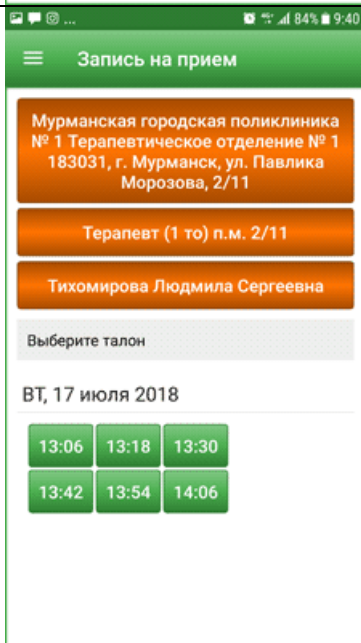 ... 84% 9:40
Запись на прием
Мурманская городская поликлиника
№ 1 Терапевтическое отделение № 1
183031, г. Мурманск, ул. Павлика
Морозова, 2/11
Терапевт (1 то) п.м. 2/11
Тихомирова Людмила Сергеевна
Выберите талон
ВТ, 17 июля 2018
13:06 13:18 13:30
13:42 13:54 14:06